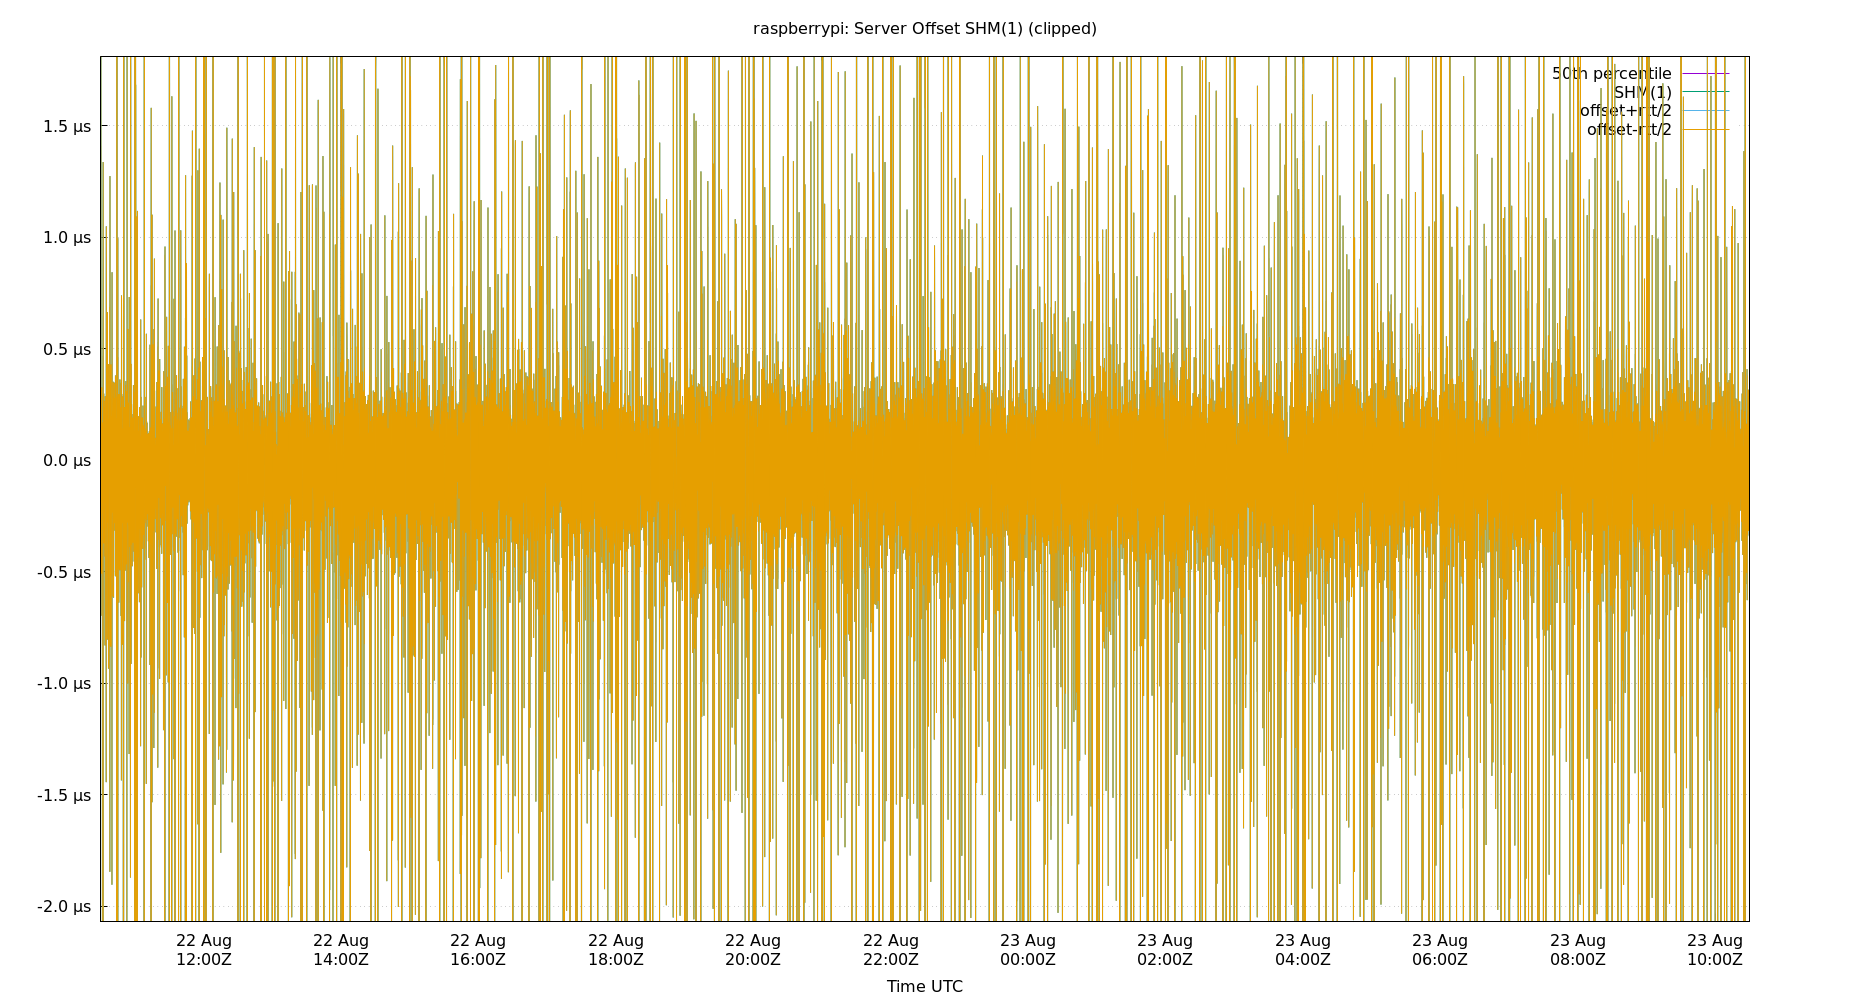 raspberrypi: Server Offset SHM(1) (clipped)
50th percentile
SHM(1)
offset+rtt/2
offset-rtt/2
1.5 µs
1.0 µs
0.5 µs
0.0 µs
-0.5 µs
-1.0 µs
-1.5 µs
-2.0 µs
22 Aug 22 Aug 22 Aug 22 Aug 22 Aug 22 Aug 23 Aug 23 Aug 23 Aug 23 Aug 23 Aug 23 Aug
12:00Z 14:00Z 16:00Z 18:00Z 20:00Z 22:00Z 00:00Z 02:00Z 04:00Z 06:00Z 08:00Z 10:00Z
Time UTC